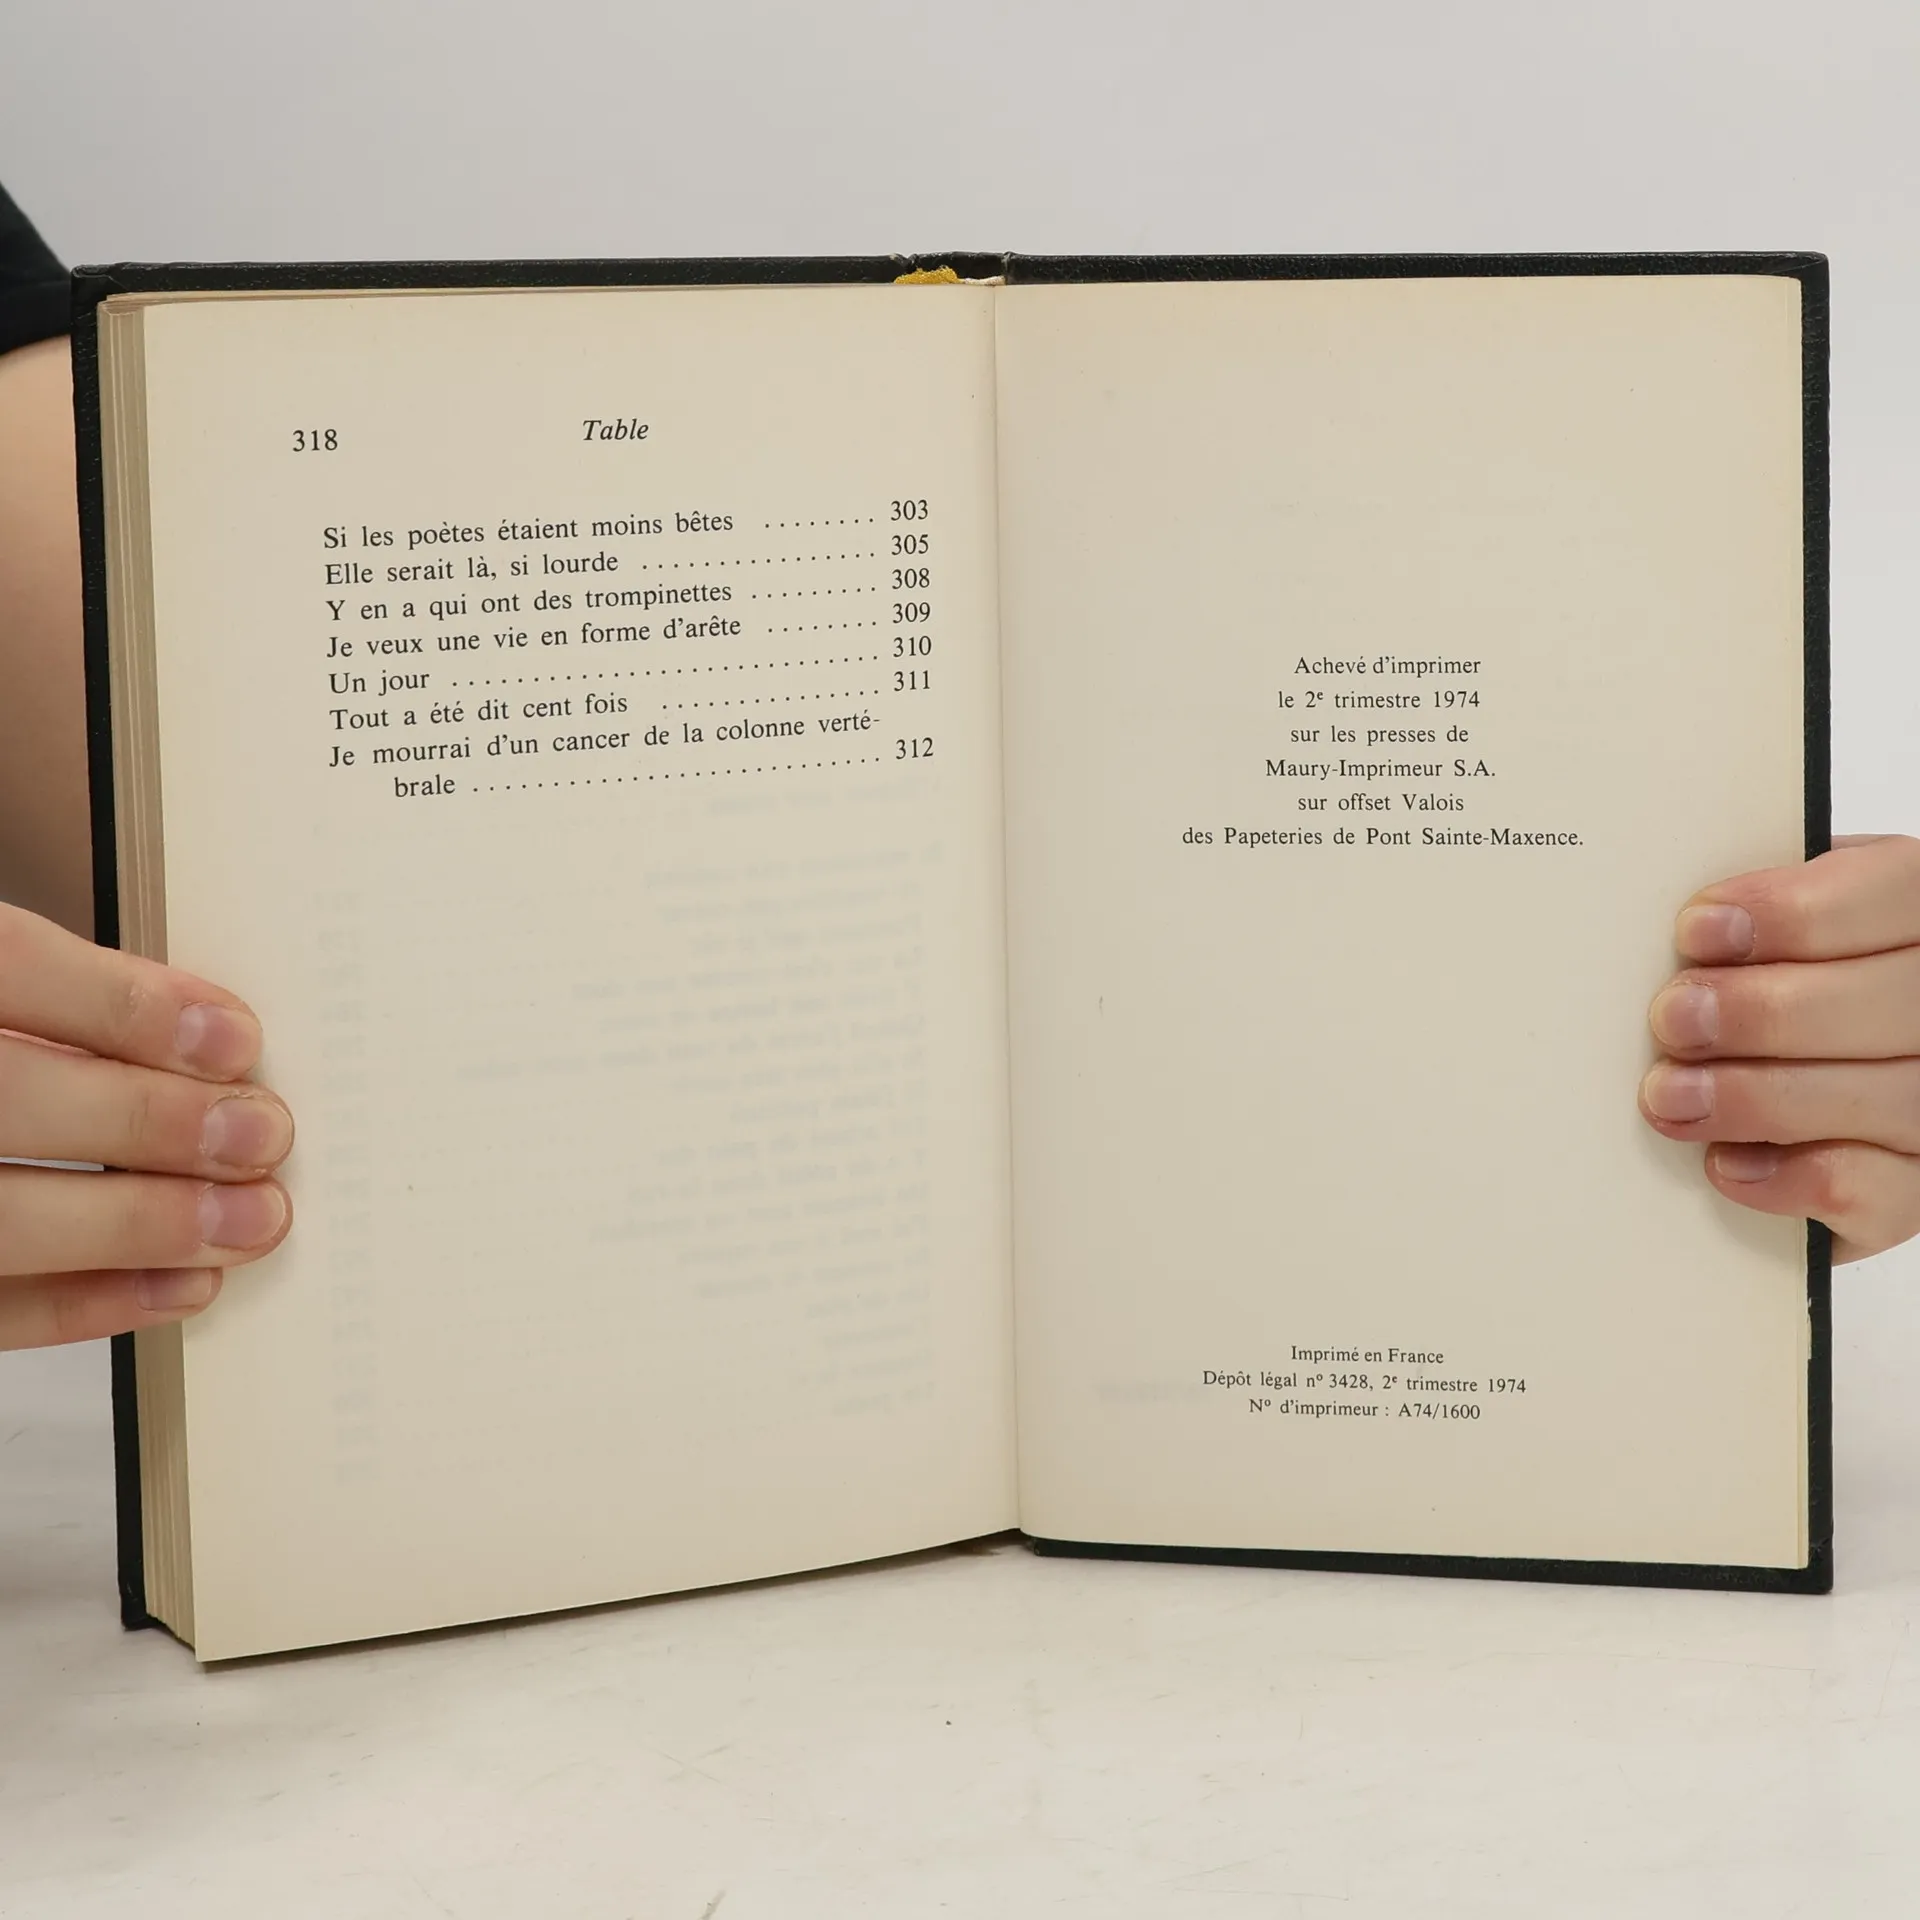 318 Table
Si les poètes étaient moins bêtes ........ 303
Elle serait là, si lourde ............... 305
Y en a qui ont des trompinettes ......... 308
Je veux une vie en forme d'arête ........ 309
Un jour ........................... 310
Tout a été dit cent fois .............. 311
Je mourrai d'un cancer de la colonne verté-
brale .......................... 312
Achevé d'imprimer
le 2e trimestre 1974
sur les presses de
Maury-Imprimeur S.A.
sur offset Valois
des Papeteries de Pont Sainte-Maxence.
Imprimé en France
Dépôt légal nº 3428, 2e trimestre 1974
Nº d'imprimeur : A74/1600